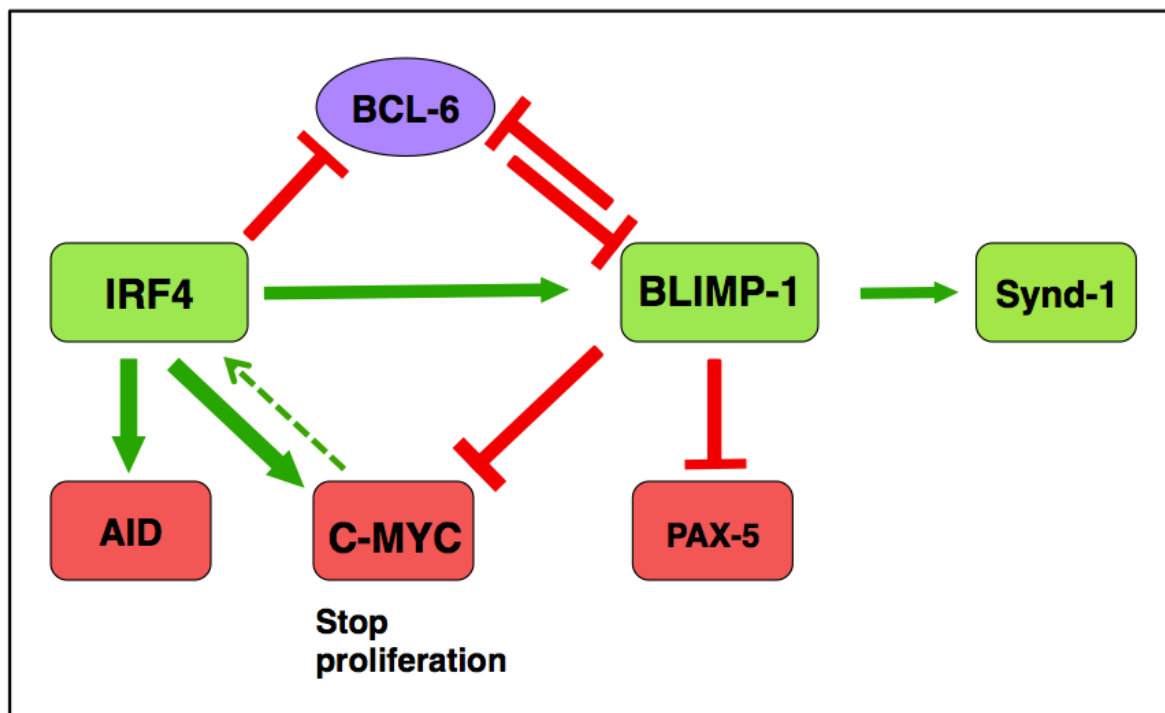 BCL-6
IRF4
BLIMP-1
Synd-1
AID
C-MYC
PAX-5
Stop
proliferation